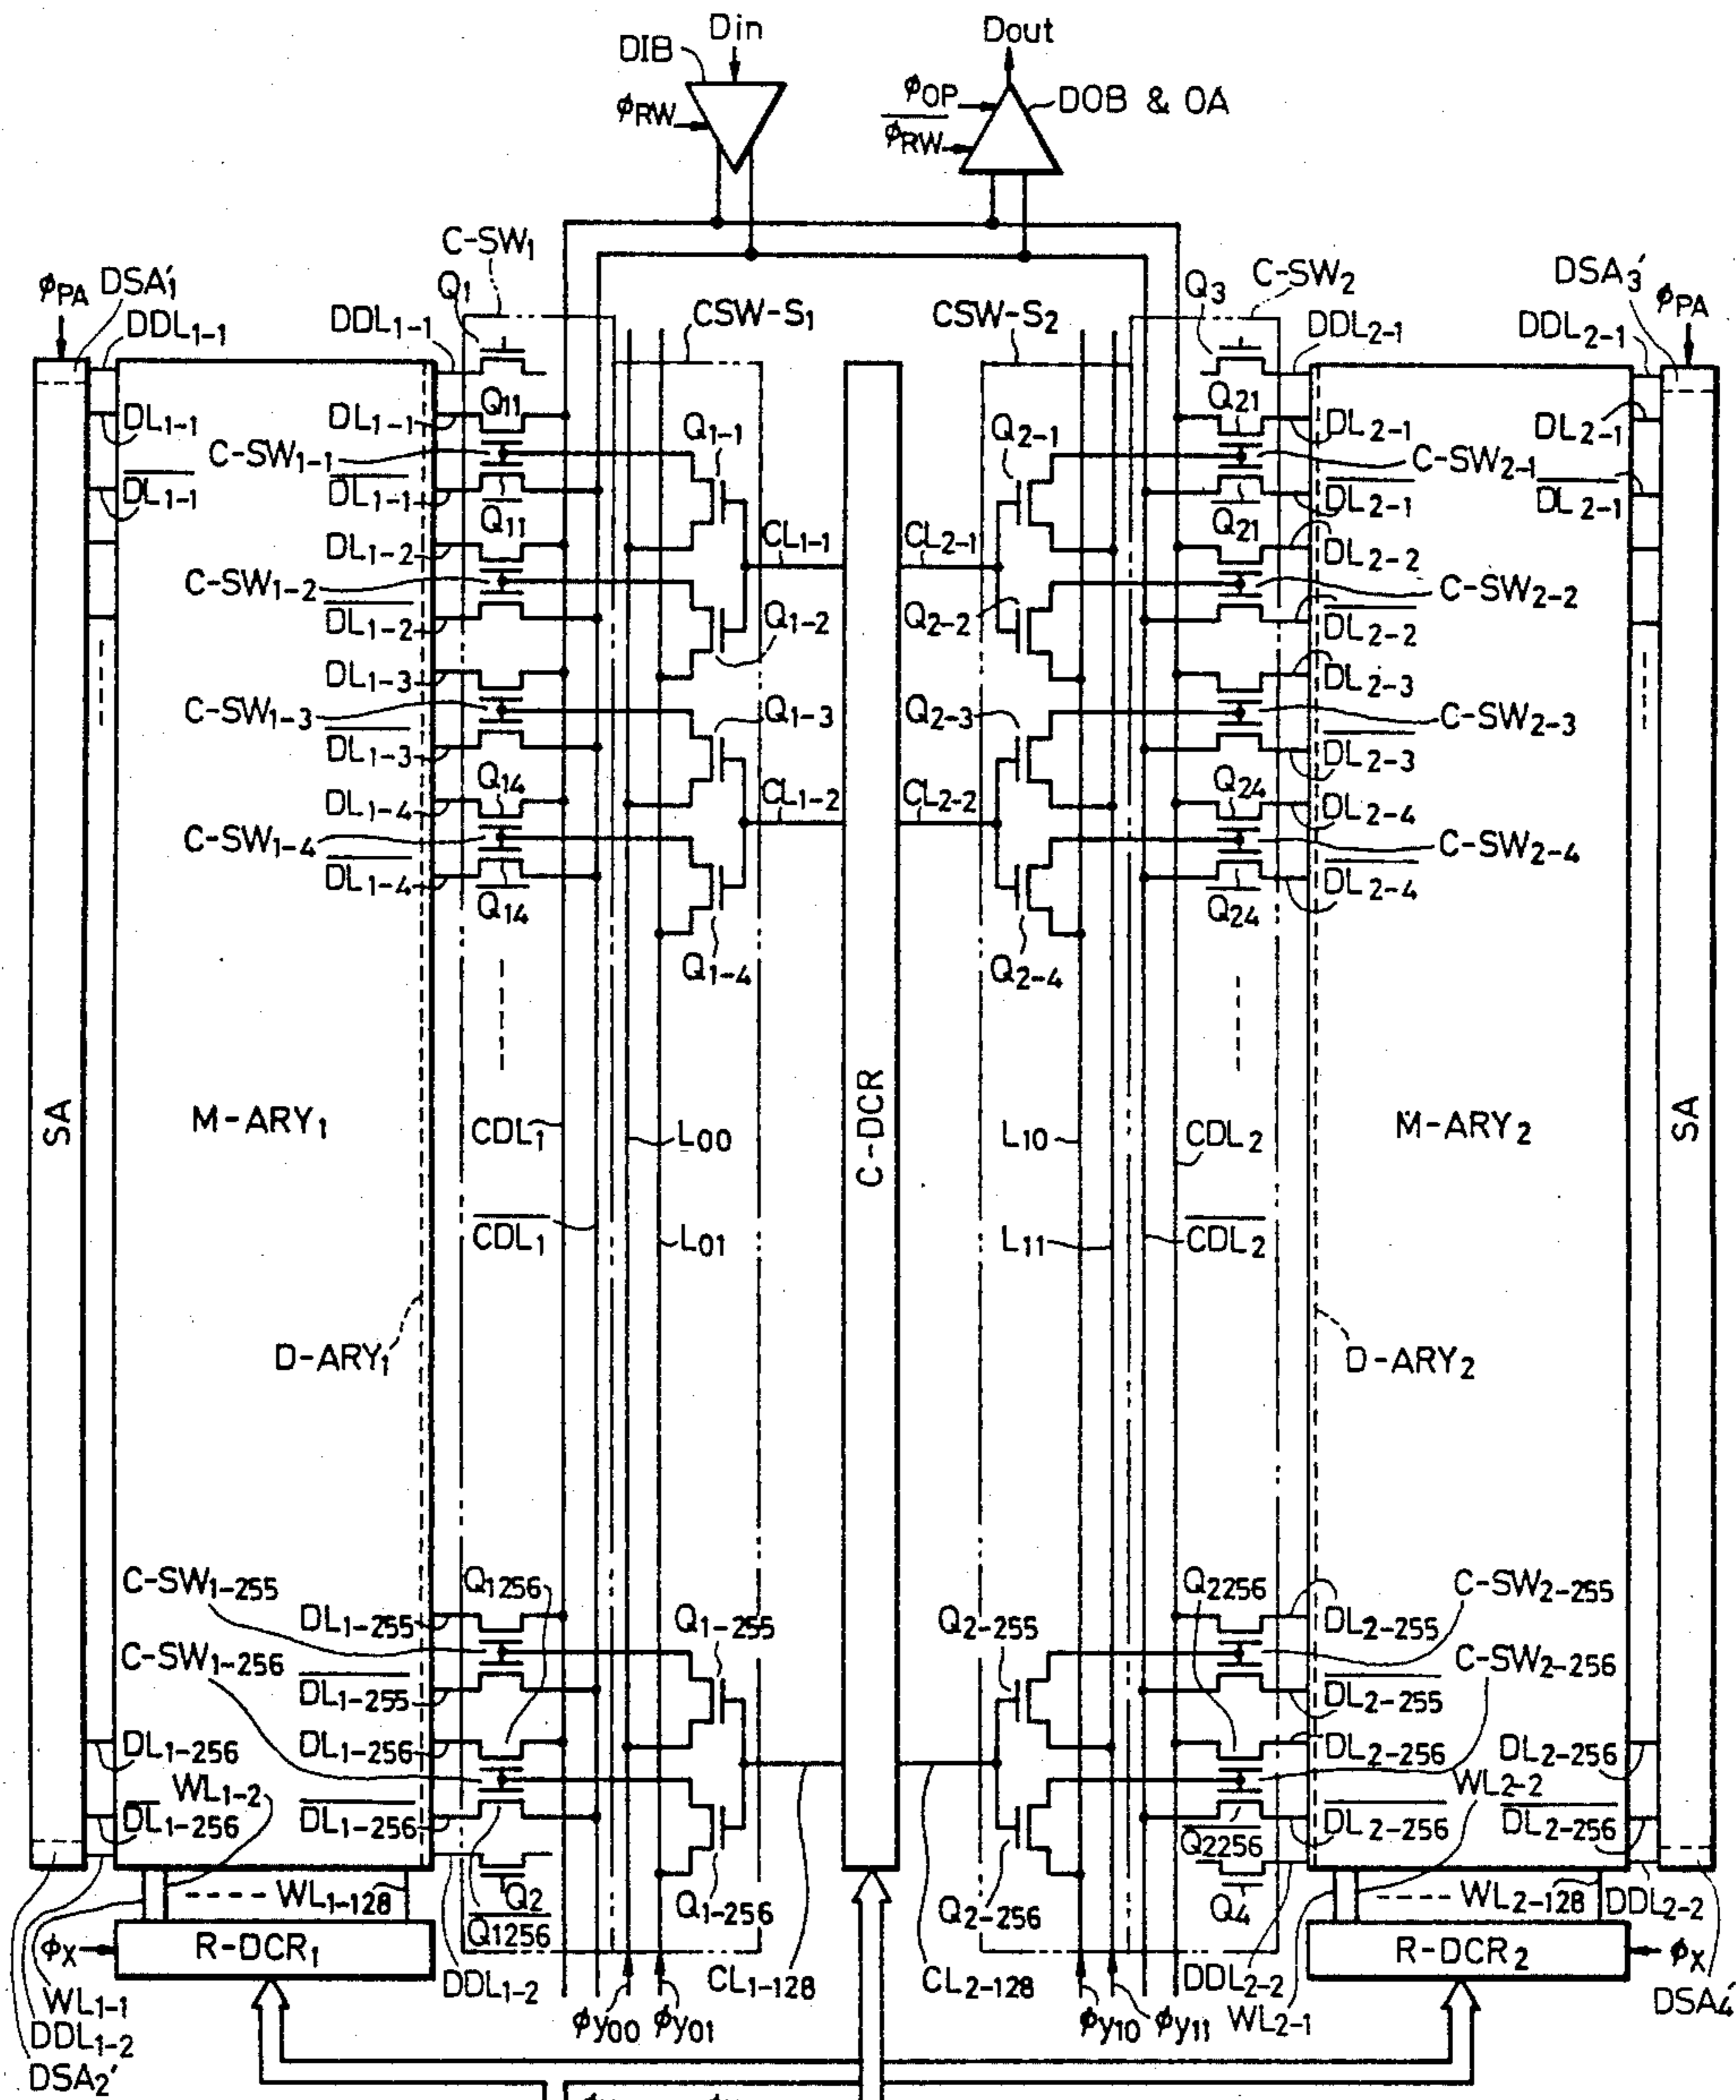 Din
Dout
DIB
φRW
φOP
φRW
DOB & OA
C-SW1
C-SW2
φPA
DSA1'
DDL1-1
DDL1-1
Q1
CSW-S1
CSW-S2
Q3
DDL2-1
DSA3'
DDL2-1
φPA
DL1-1
DL1-1
Q11
Q1-1
Q2-1
Q21
DL2-1
DL2-1
C-SW1-1
C-SW2-1
DL1-1
DL1-1
Q11
Q21
DL2-1
DL2-1
DL1-2
CL1-1
CL2-1
DL2-2
C-SW1-2
C-SW2-2
DL1-2
Q1-2
Q2-2
DL2-2
DL1-3
DL2-3
C-SW1-3
Q1-3
Q2-3
C-SW2-3
DL1-3
DL2-3
Q14
Q24
DL1-4
CL1-2
CL2-2
DL2-4
C-SW1-4
C-SW2-4
DL1-4
DL2-4
Q14
Q24
Q1-4
Q2-4
SA
M-ARY1
CDL1
L00
C-DCR
L10
CDL2
M-ARY2
SA
CDL1
L01
L11
CDL2
D-ARY1
D-ARY2
C-SW1-255
Q1256
Q2256
C-SW2-255
DL1-255
Q1-255
Q2-255
DL2-255
C-SW1-256
C-SW2-256
DL1-255
DL2-255
DL1-256
DL1-256
DL2-256
DL2-256
WL1-2
WL2-2
DL1-256
DL1-256
Q2256
DL2-256
DL2-256
WL1-128
Q2
Q1-256
Q2-256
Q4
WL2-128
DDL2-2
Q1256
φX
R-DCR1
R-DCR2
φX
DDL1-2
CL1-128
CL2-128
DDL2-2
WL1-1
DSA4'
DDL1-2
φy00
φy01
φy10
φy11
WL2-1
DSA2'